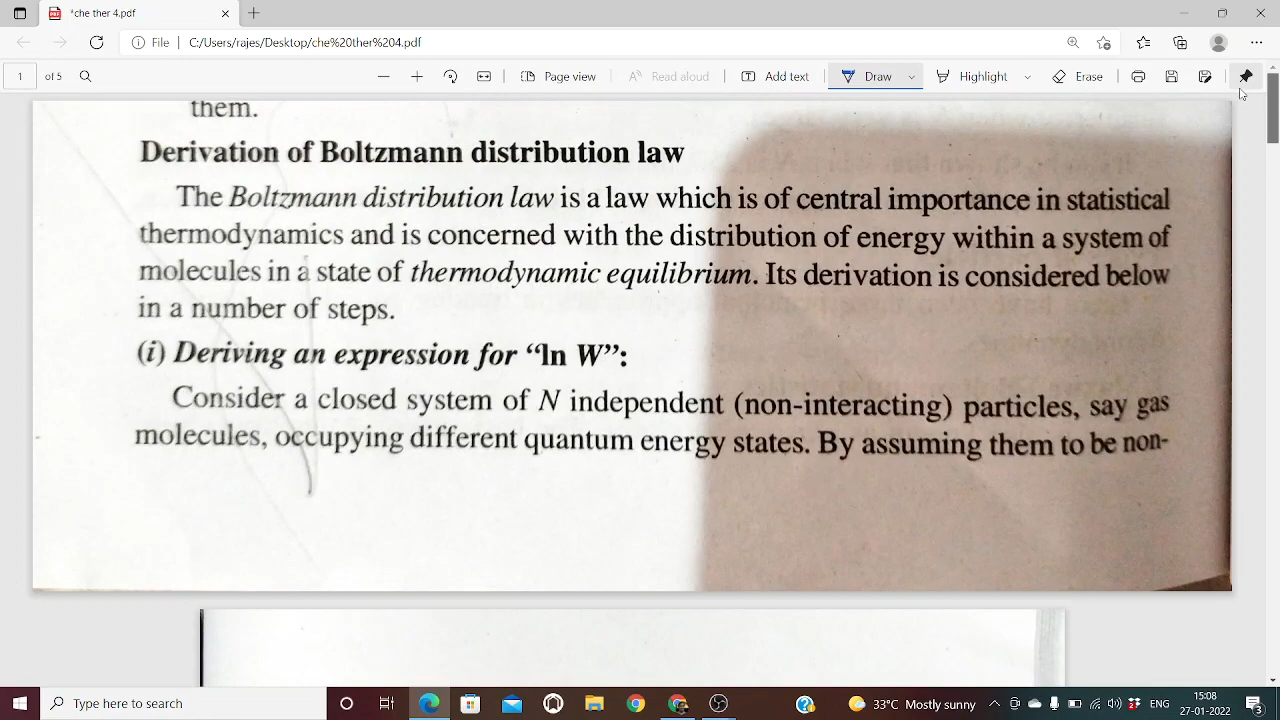 *che ther 4.pdf
File | C:/Users/rajes/Desktop/che%20ther%204.pdf
1 of 5 Page view Read aloud Add text Draw Highlight Erase
them.
Derivation of Boltzmann distribution law
The Boltzmann distribution law is a law which is of central importance in statistical
thermodynamics and is concerned with the distribution of energy within a system of
molecules in a state of thermodynamic equilibrium. Its derivation is considered below
in a number of steps.
(i) Deriving an expression for “ln W”:
Consider a closed system of N independent (non-interacting) particles, say gas
molecules, occupying different quantum energy states. By assuming them to be non-
Type here to search 33°C Mostly sunny ENG 15:08
27-01-2022